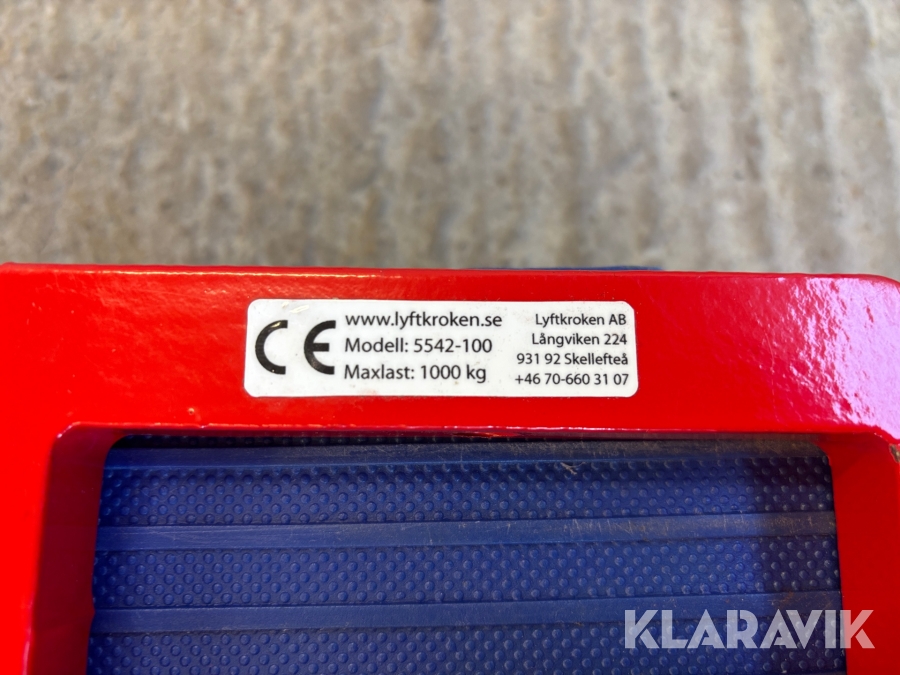 CE
www.lyftkroken.se
Modell: 5542-100
Maxlast: 1000 kg
Lyftkroken AB
Långviken 224
931 92 Skellefteå
+46 70-660 31 07
KLARAVIK